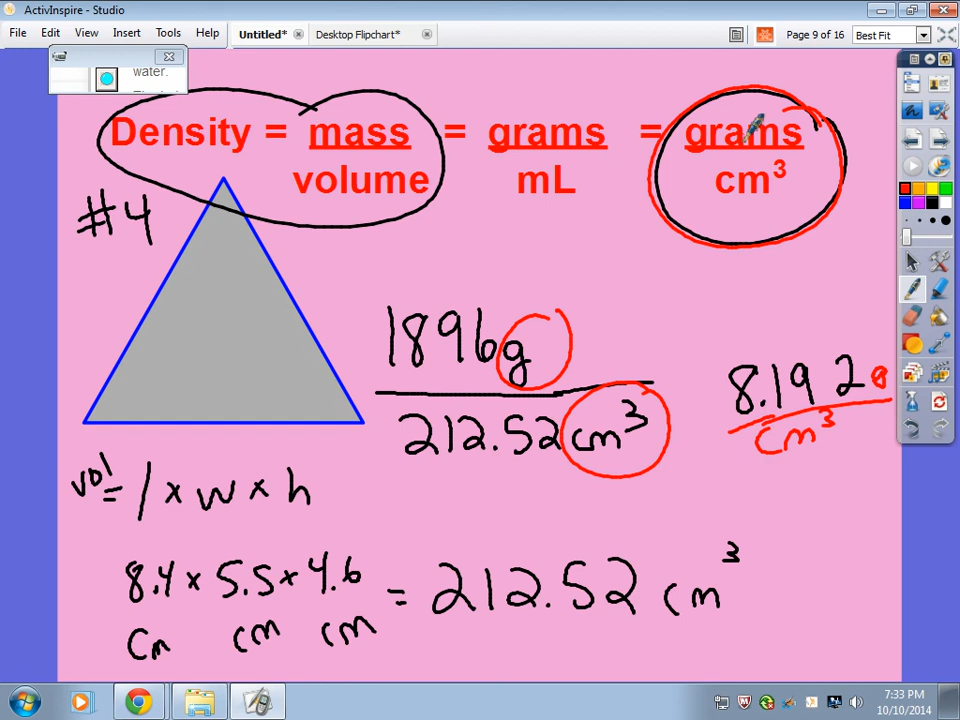 ActivInspire - Studio
File Edit View Insert Tools Help Untitled* Desktop Flipchart* Page 9 of 16 Best Fit
water.
Density = mass = grams = grams
volume mL cm³
#4
1896g
212.52cm³
8.192g
cm³
vol = l x w x h
8.4 x 5.5 x 4.6 = 212.52 cm³
cm cm cm
7:33 PM
10/10/2014